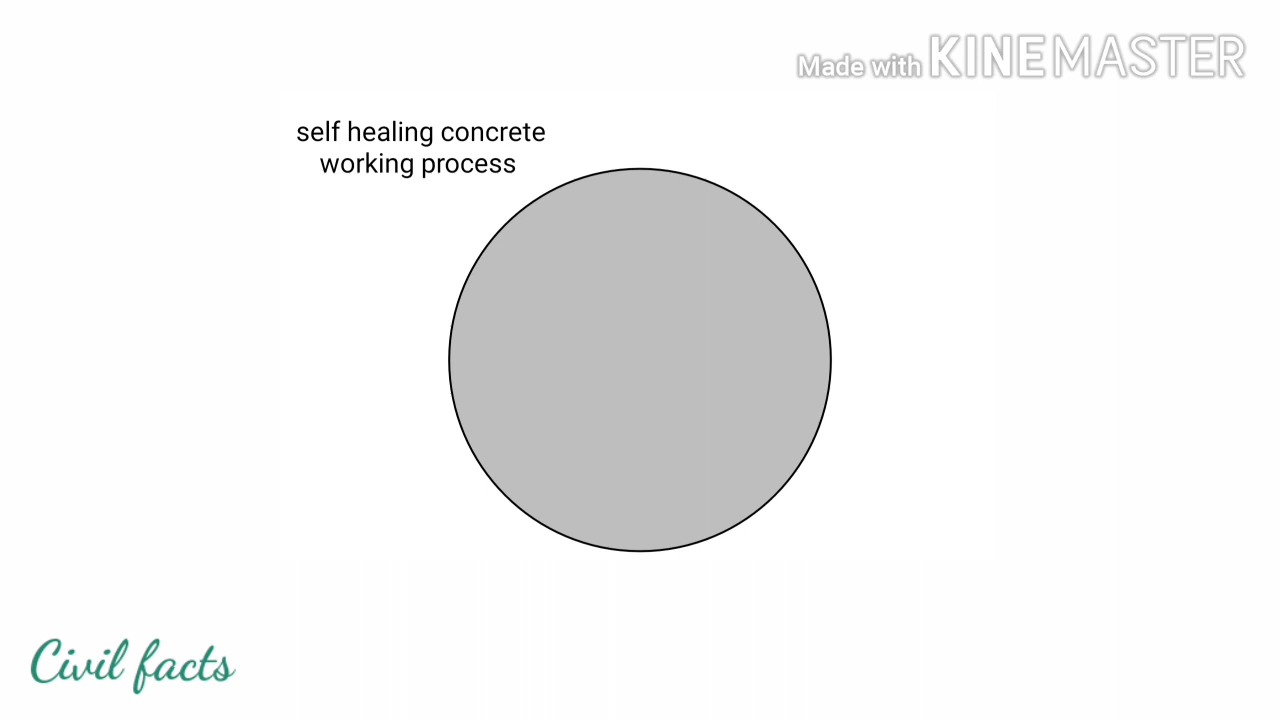 Made with KINEMASTER
self healing concrete
working process
Civil facts